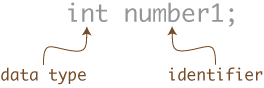 int number1;
data type identifier